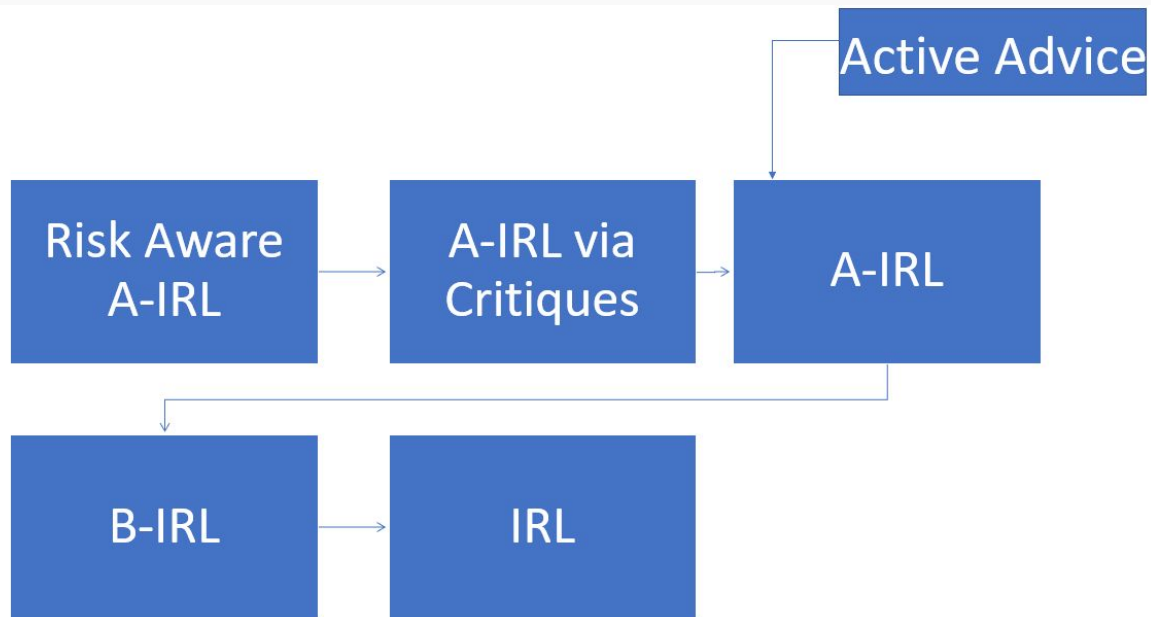 Active Advice
Risk Aware
A-IRL
A-IRL via
Critiques
A-IRL
B-IRL
IRL